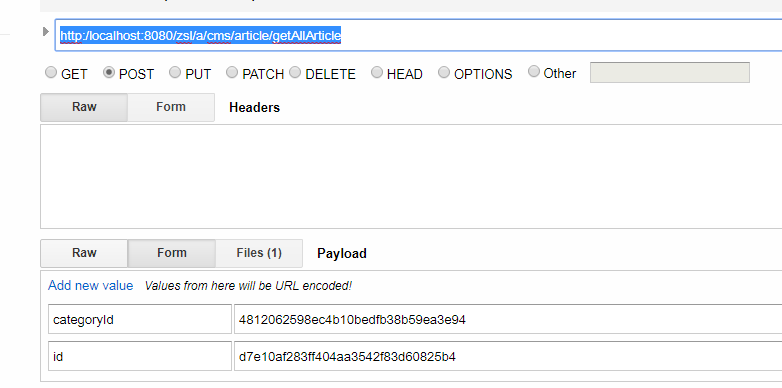 http:/localhost:8080/zsl/a/cms/article/getAllArticle
GET POST PUT PATCH DELETE HEAD OPTIONS Other
Raw Form Headers
Raw Form Files (1) Payload
Add new value Values from here will be URL encoded!
categoryId 4812062598ec4b10bedfb38b59ea3e94
id d7e10af283ff404aa3542f83d60825b4